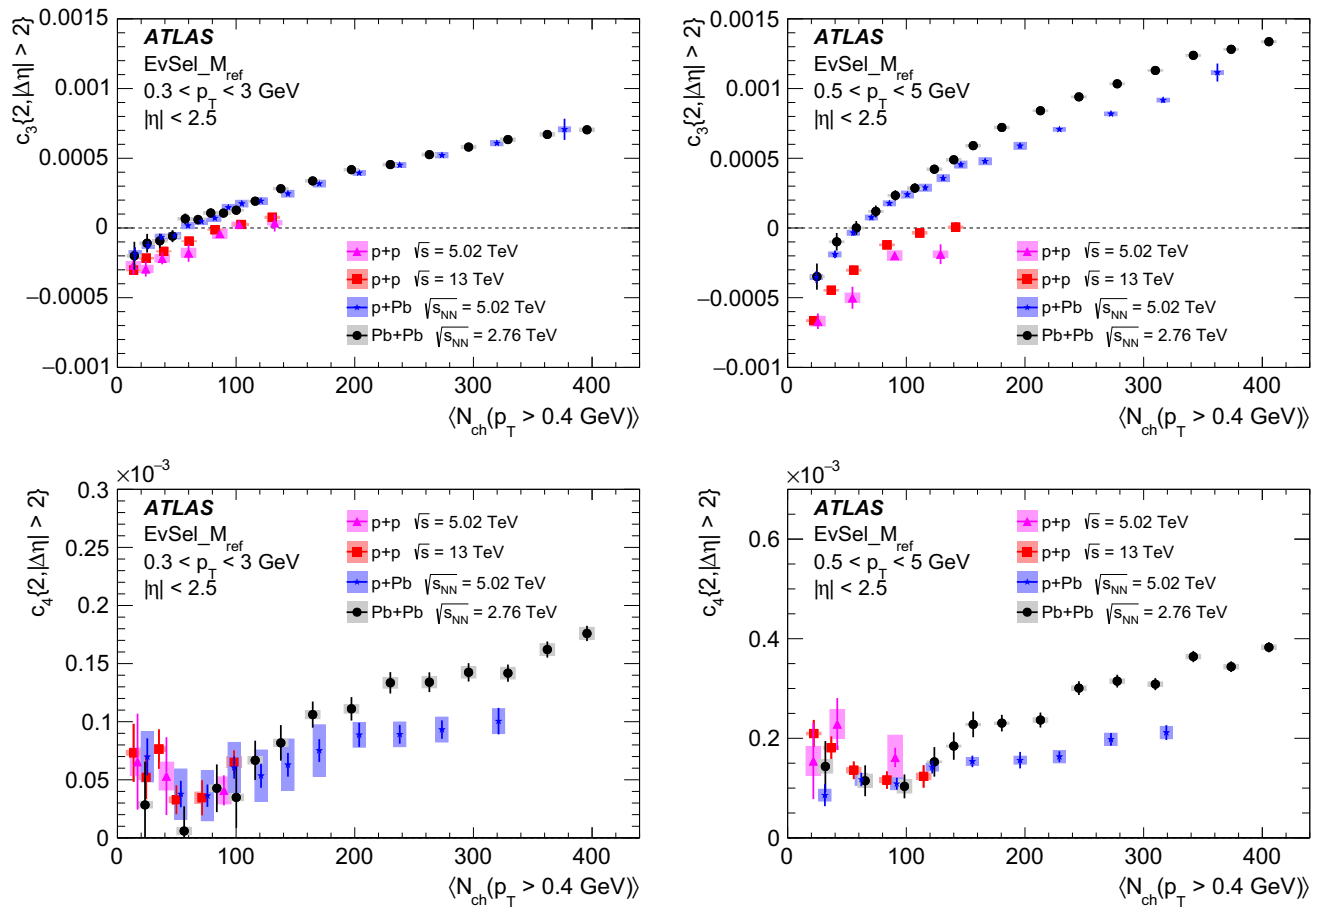 0.0015
0.001
0.0005
0
−0.0005
−0.001
c3{2,|Δη| > 2}
ATLAS
EvSel_Mref
0.3 < pT < 3 GeV
|η| < 2.5
p+p √s = 5.02 TeV
p+p √s = 13 TeV
p+Pb √sNN = 5.02 TeV
Pb+Pb √sNN = 2.76 TeV
0 100 200 300 400
⟨Nch(pT > 0.4 GeV)⟩
0.0015
0.001
0.0005
0
−0.0005
−0.001
c3{2,|Δη| > 2}
ATLAS
EvSel_Mref
0.5 < pT < 5 GeV
|η| < 2.5
p+p √s = 5.02 TeV
p+p √s = 13 TeV
p+Pb √sNN = 5.02 TeV
Pb+Pb √sNN = 2.76 TeV
0 100 200 300 400
⟨Nch(pT > 0.4 GeV)⟩
×10−3
0.3
0.25
0.2
0.15
0.1
0.05
0
c4{2,|Δη| > 2}
ATLAS
EvSel_Mref
0.3 < pT < 3 GeV
|η| < 2.5
p+p √s = 5.02 TeV
p+p √s = 13 TeV
p+Pb √sNN = 5.02 TeV
Pb+Pb √sNN = 2.76 TeV
0 100 200 300 400
⟨Nch(pT > 0.4 GeV)⟩
×10−3
0.6
0.4
0.2
0
c4{2,|Δη| > 2}
ATLAS
EvSel_Mref
0.5 < pT < 5 GeV
|η| < 2.5
p+p √s = 5.02 TeV
p+p √s = 13 TeV
p+Pb √sNN = 5.02 TeV
Pb+Pb √sNN = 2.76 TeV
0 100 200 300 400
⟨Nch(pT > 0.4 GeV)⟩